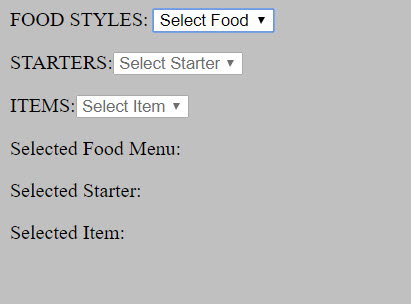 FOOD STYLES: Select Food
STARTERS: Select Starter
ITEMS: Select Item
Selected Food Menu:
Selected Starter:
Selected Item: